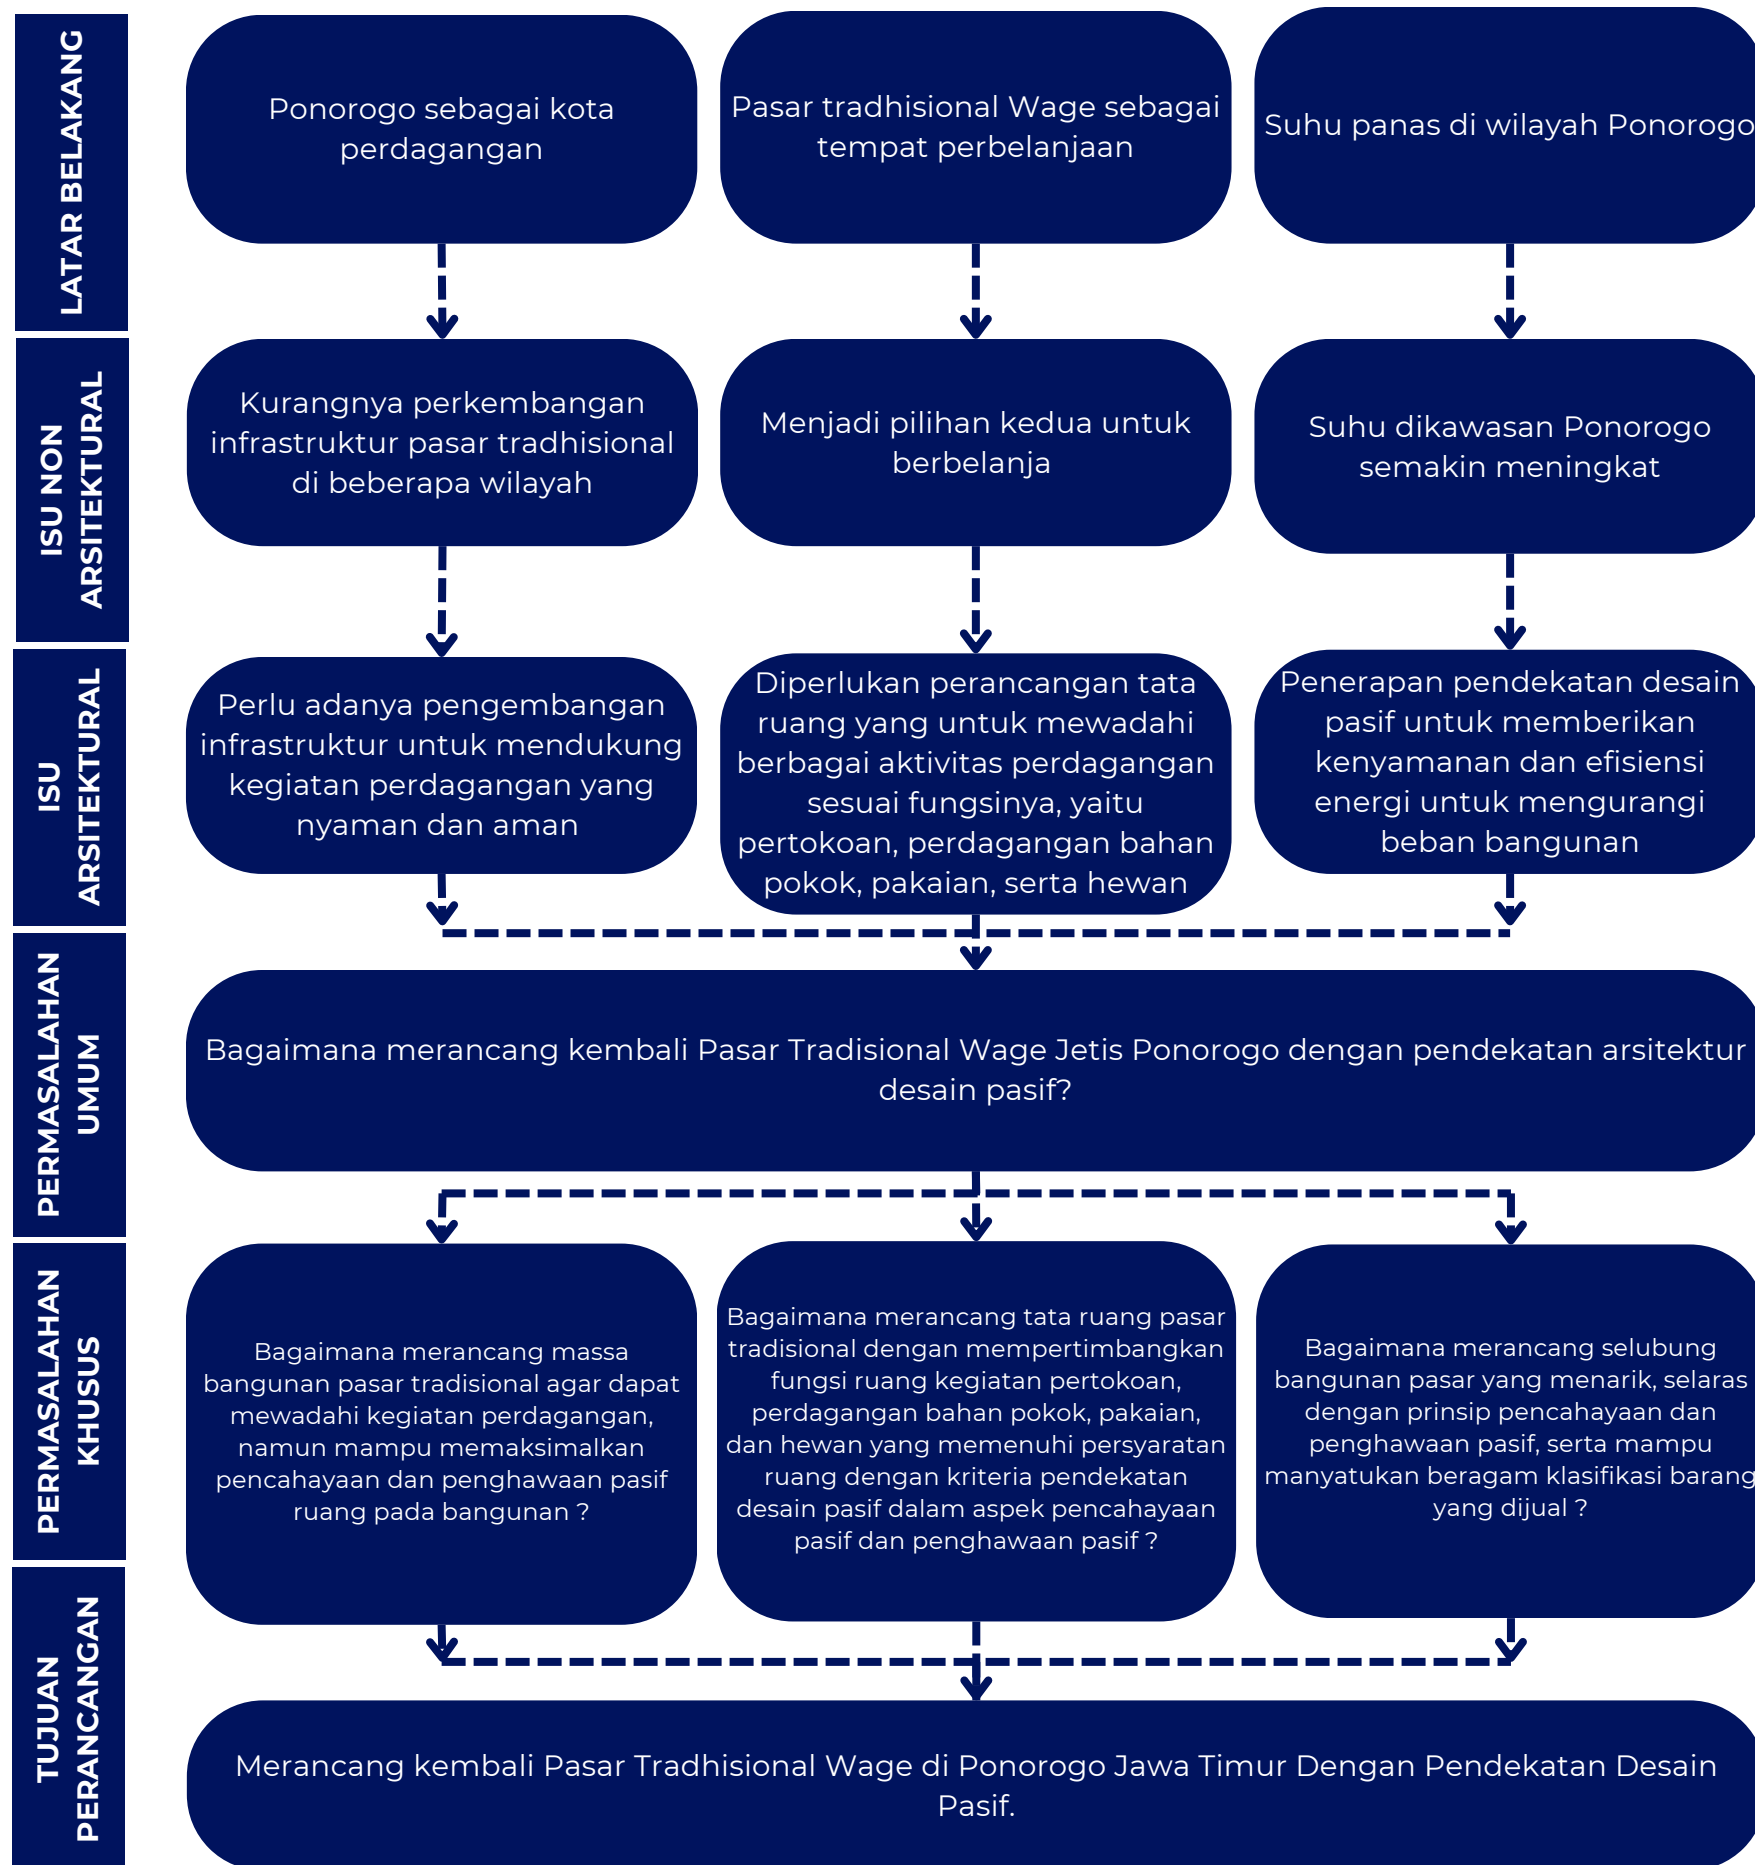 LATAR BELAKANG
Ponorogo sebagai kota
perdagangan
Pasar tradhisional Wage sebagai
tempat perbelanjaan
Suhu panas di wilayah Ponorogo
ISU NON
ARSITEKTURAL
Kurangnya perkembangan
infrastruktur pasar tradhisional
di beberapa wilayah
Menjadi pilihan kedua untuk
berbelanja
Suhu dikawasan Ponorogo
semakin meningkat
ISU
ARSITEKTURAL
Perlu adanya pengembangan
infrastruktur untuk mendukung
kegiatan perdagangan yang
nyaman dan aman
Diperlukan perancangan tata
ruang yang untuk mewadahi
berbagai aktivitas perdagangan
sesuai fungsinya, yaitu
pertokoan, perdagangan bahan
pokok, pakaian, serta hewan
Penerapan pendekatan desain
pasif untuk memberikan
kenyamanan dan efisiensi
energi untuk mengurangi
beban bangunan
PERMASALAHAN
UMUM
Bagaimana merancang kembali Pasar Tradisional Wage Jetis Ponorogo dengan pendekatan arsitektur
desain pasif?
PERMASALAHAN
KHUSUS
Bagaimana merancang massa
bangunan pasar tradisional agar dapat
mewadahi kegiatan perdagangan,
namun mampu memaksimalkan
pencahayaan dan penghawaan pasif
ruang pada bangunan ?
Bagaimana merancang tata ruang pasar
tradisional dengan mempertimbangkan
fungsi ruang kegiatan pertokoan,
perdagangan bahan pokok, pakaian,
dan hewan yang memenuhi persyaratan
ruang dengan kriteria pendekatan
desain pasif dalam aspek pencahayaan
pasif dan penghawaan pasif ?
Bagaimana merancang selubung
bangunan pasar yang menarik, selaras
dengan prinsip pencahayaan dan
penghawaan pasif, serta mampu
manyatukan beragam klasifikasi barang
yang dijual ?
TUJUAN
PERANCANGAN
Merancang kembali Pasar Tradhisional Wage di Ponorogo Jawa Timur Dengan Pendekatan Desain
Pasif.